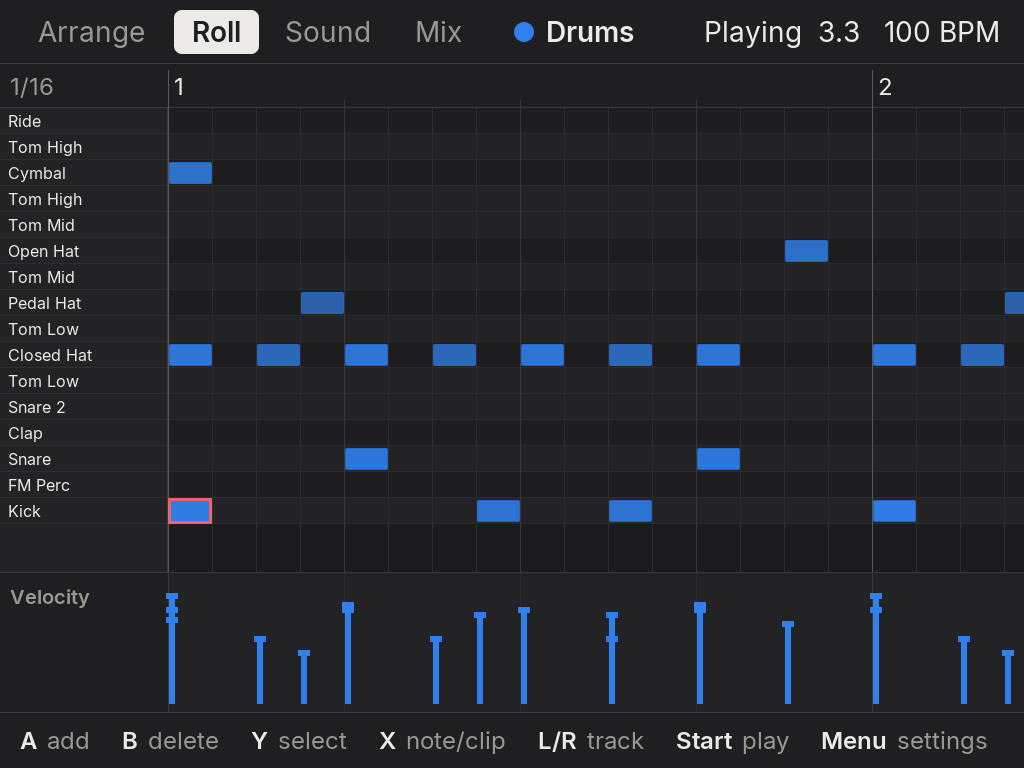 Arrange Roll Sound Mix Drums Playing 3.3 100 BPM
1/16 1 2
Ride
Tom High
Cymbal
Tom High
Tom Mid
Open Hat
Tom Mid
Pedal Hat
Tom Low
Closed Hat
Tom Low
Snare 2
Clap
Snare
FM Perc
Kick
Velocity
A add B delete Y select X note/clip L/R track Start play Menu settings